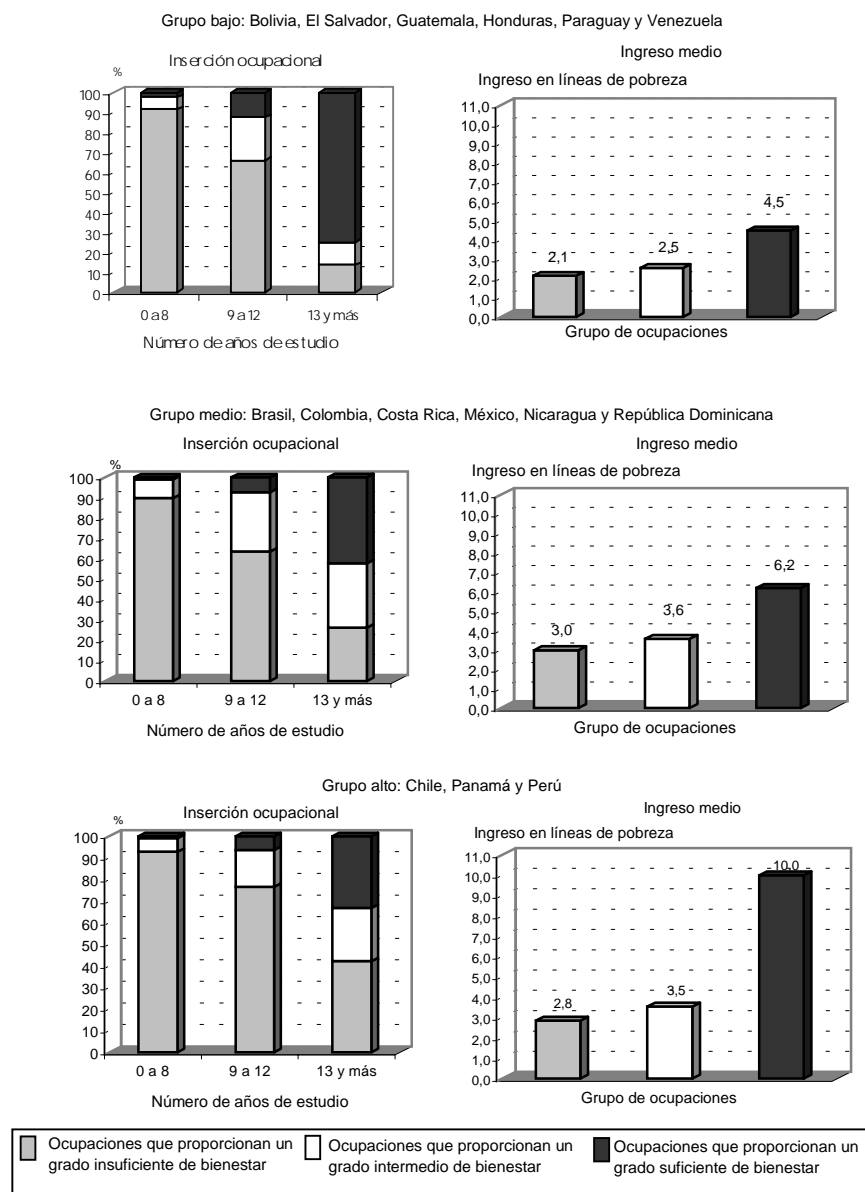 Grupo bajo: Bolivia, El Salvador, Guatemala, Honduras, Paraguay y Venezuela
Inserción ocupacional
%
100
90
80
70
60
50
40
30
20
10
0
0 a 8
9 a 12
13 y más
Número de años de estudio
Ingreso medio
Ingreso en líneas de pobreza
11,0
10,0
9,0
8,0
7,0
6,0
5,0
4,0
3,0
2,0
1,0
0,0
2,1
2,5
4,5
Grupo de ocupaciones
Grupo medio: Brasil, Colombia, Costa Rica, México, Nicaragua y República Dominicana
Inserción ocupacional
%
100
90
80
70
60
50
40
30
20
10
0
0 a 8
9 a 12
13 y más
Número de años de estudio
Ingreso medio
Ingreso en líneas de pobreza
11,0
10,0
9,0
8,0
7,0
6,0
5,0
4,0
3,0
2,0
1,0
0,0
3,0
3,6
6,2
Grupo de ocupaciones
Grupo alto: Chile, Panamá y Perú
Inserción ocupacional
%
100
90
80
70
60
50
40
30
20
10
0
0 a 8
9 a 12
13 y más
Número de años de estudio
Ingreso medio
Ingreso en líneas de pobreza
11,0
10,0
9,0
8,0
7,0
6,0
5,0
4,0
3,0
2,0
1,0
0,0
2,8
3,5
10,0
Grupo de ocupaciones
Ocupaciones que proporcionan un
grado insuficiente de bienestar
Ocupaciones que proporcionan un
grado intermedio de bienestar
Ocupaciones que proporcionan un
grado suficiente de bienestar